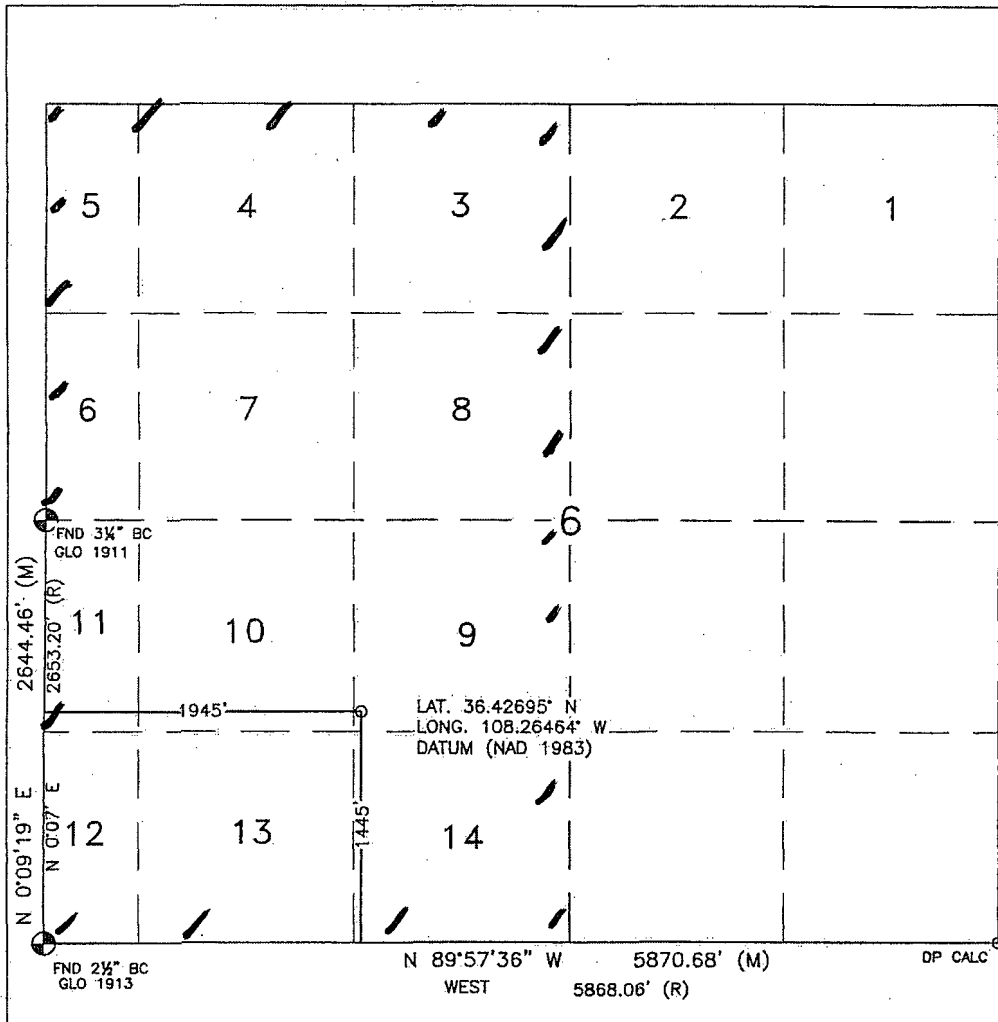 5 4 3 2 1
6 7 8
6
FND 3¼" BC
GLO 1911
2644.46' (M)
2653.20' (R)
11 10 9
1945'
LAT. 36.42695° N
LONG. 108.26464° W
DATUM (NAD 1983)
N 0°09'19" E
N 0°07' E
12 13 14
1445'
FND 2½" BC
GLO 1913
N 89°57'36" W 5870.68' (M)
WEST 5868.06' (R)
DP CALC